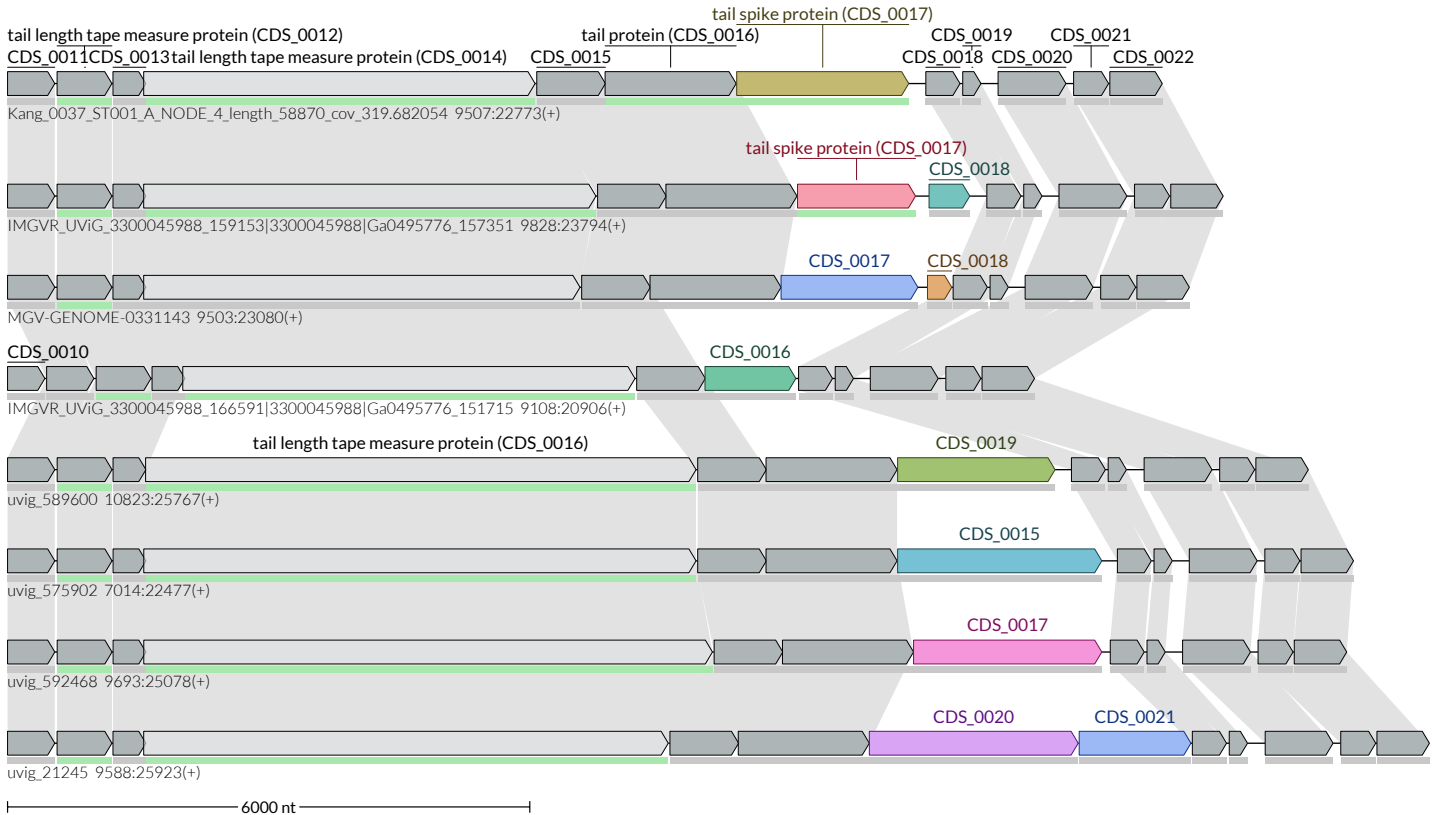 tail spike protein (CDS_0017)
tail length tape measure protein (CDS_0012) tail protein (CDS_0016) CDS_0019 CDS_0021
CDS_0011 CDS_0013 tail length tape measure protein (CDS_0014) CDS_0015 CDS_0018 CDS_0020 CDS_0022
Kang_0037_ST001_A_NODE_4_length_58870_cov_319.682054 9507:22773(+)
tail spike protein (CDS_0017)
CDS_0018
IMGVR_UViG_3300045988_159153|3300045988|Ga0495776_157351 9828:23794(+)
CDS_0017 CDS_0018
MGV-GENOME-0331143 9503:23080(+)
CDS_0010 CDS_0016
IMGVR_UViG_3300045988_166591|3300045988|Ga0495776_151715 9108:20906(+)
tail length tape measure protein (CDS_0016) CDS_0019
uvig_589600 10823:25767(+)
CDS_0015
uvig_575902 7014:22477(+)
CDS_0017
uvig_592468 9693:25078(+)
CDS_0020 CDS_0021
uvig_21245 9588:25923(+)
6000 nt